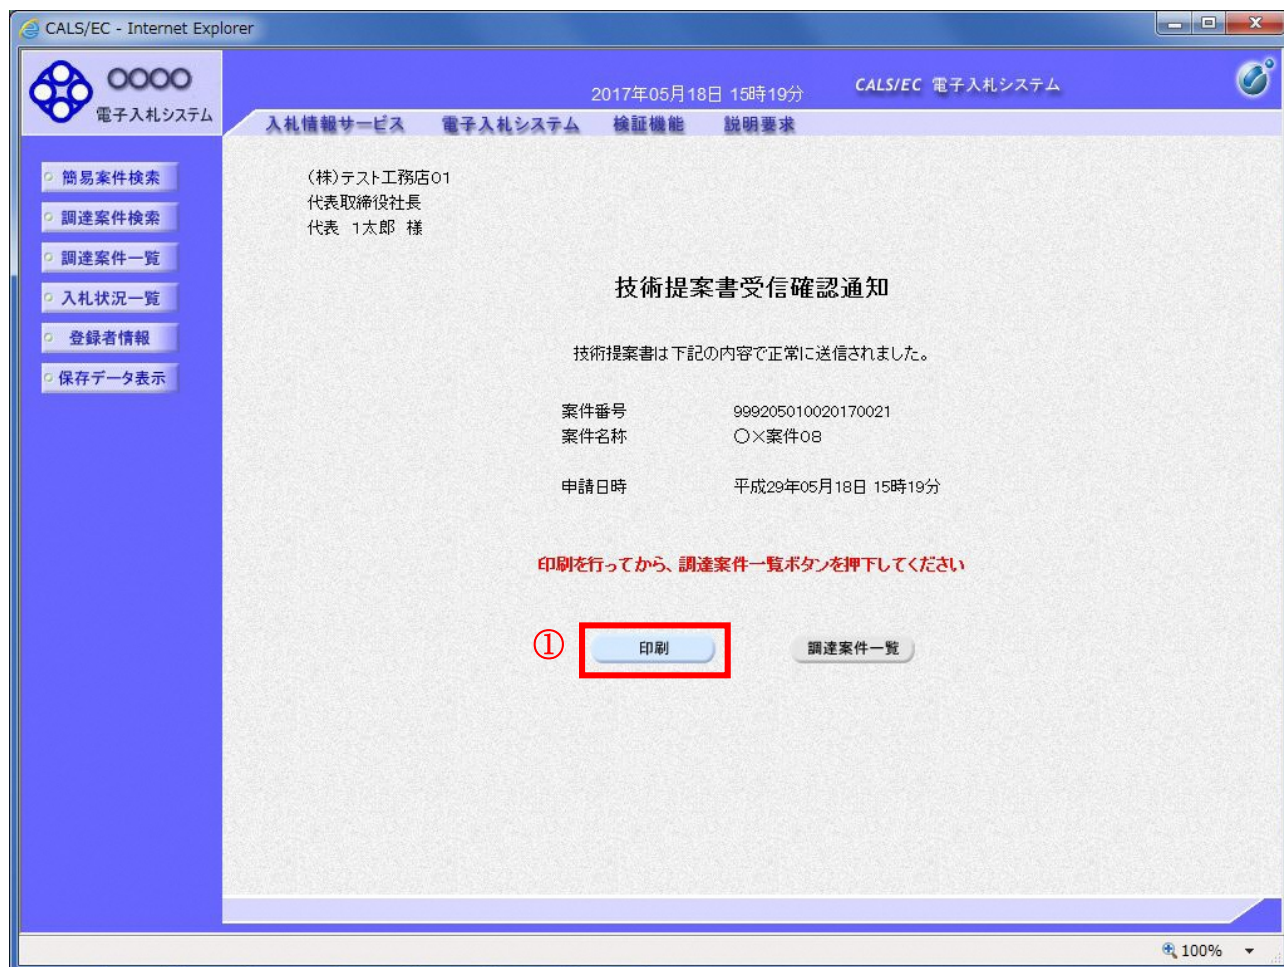 CALS/EC - Internet Explorer
○○○○
電子入札システム
2017年05月18日 15時19分
CALS/EC 電子入札システム
入札情報サービス 電子入札システム 検証機能 説明要求
簡易案件検索
調達案件検索
調達案件一覧
入札状況一覧
登録者情報
保存データ表示
(株)テスト工務店01
代表取締役社長
代表 1太郎 様
技術提案書受信確認通知
技術提案書は下記の内容で正常に送信されました。
案件番号 999205010020170021
案件名称 ○×案件08
申請日時 平成29年05月18日 15時19分
印刷を行ってから、調達案件一覧ボタンを押下してください
① 印刷 調達案件一覧
100%